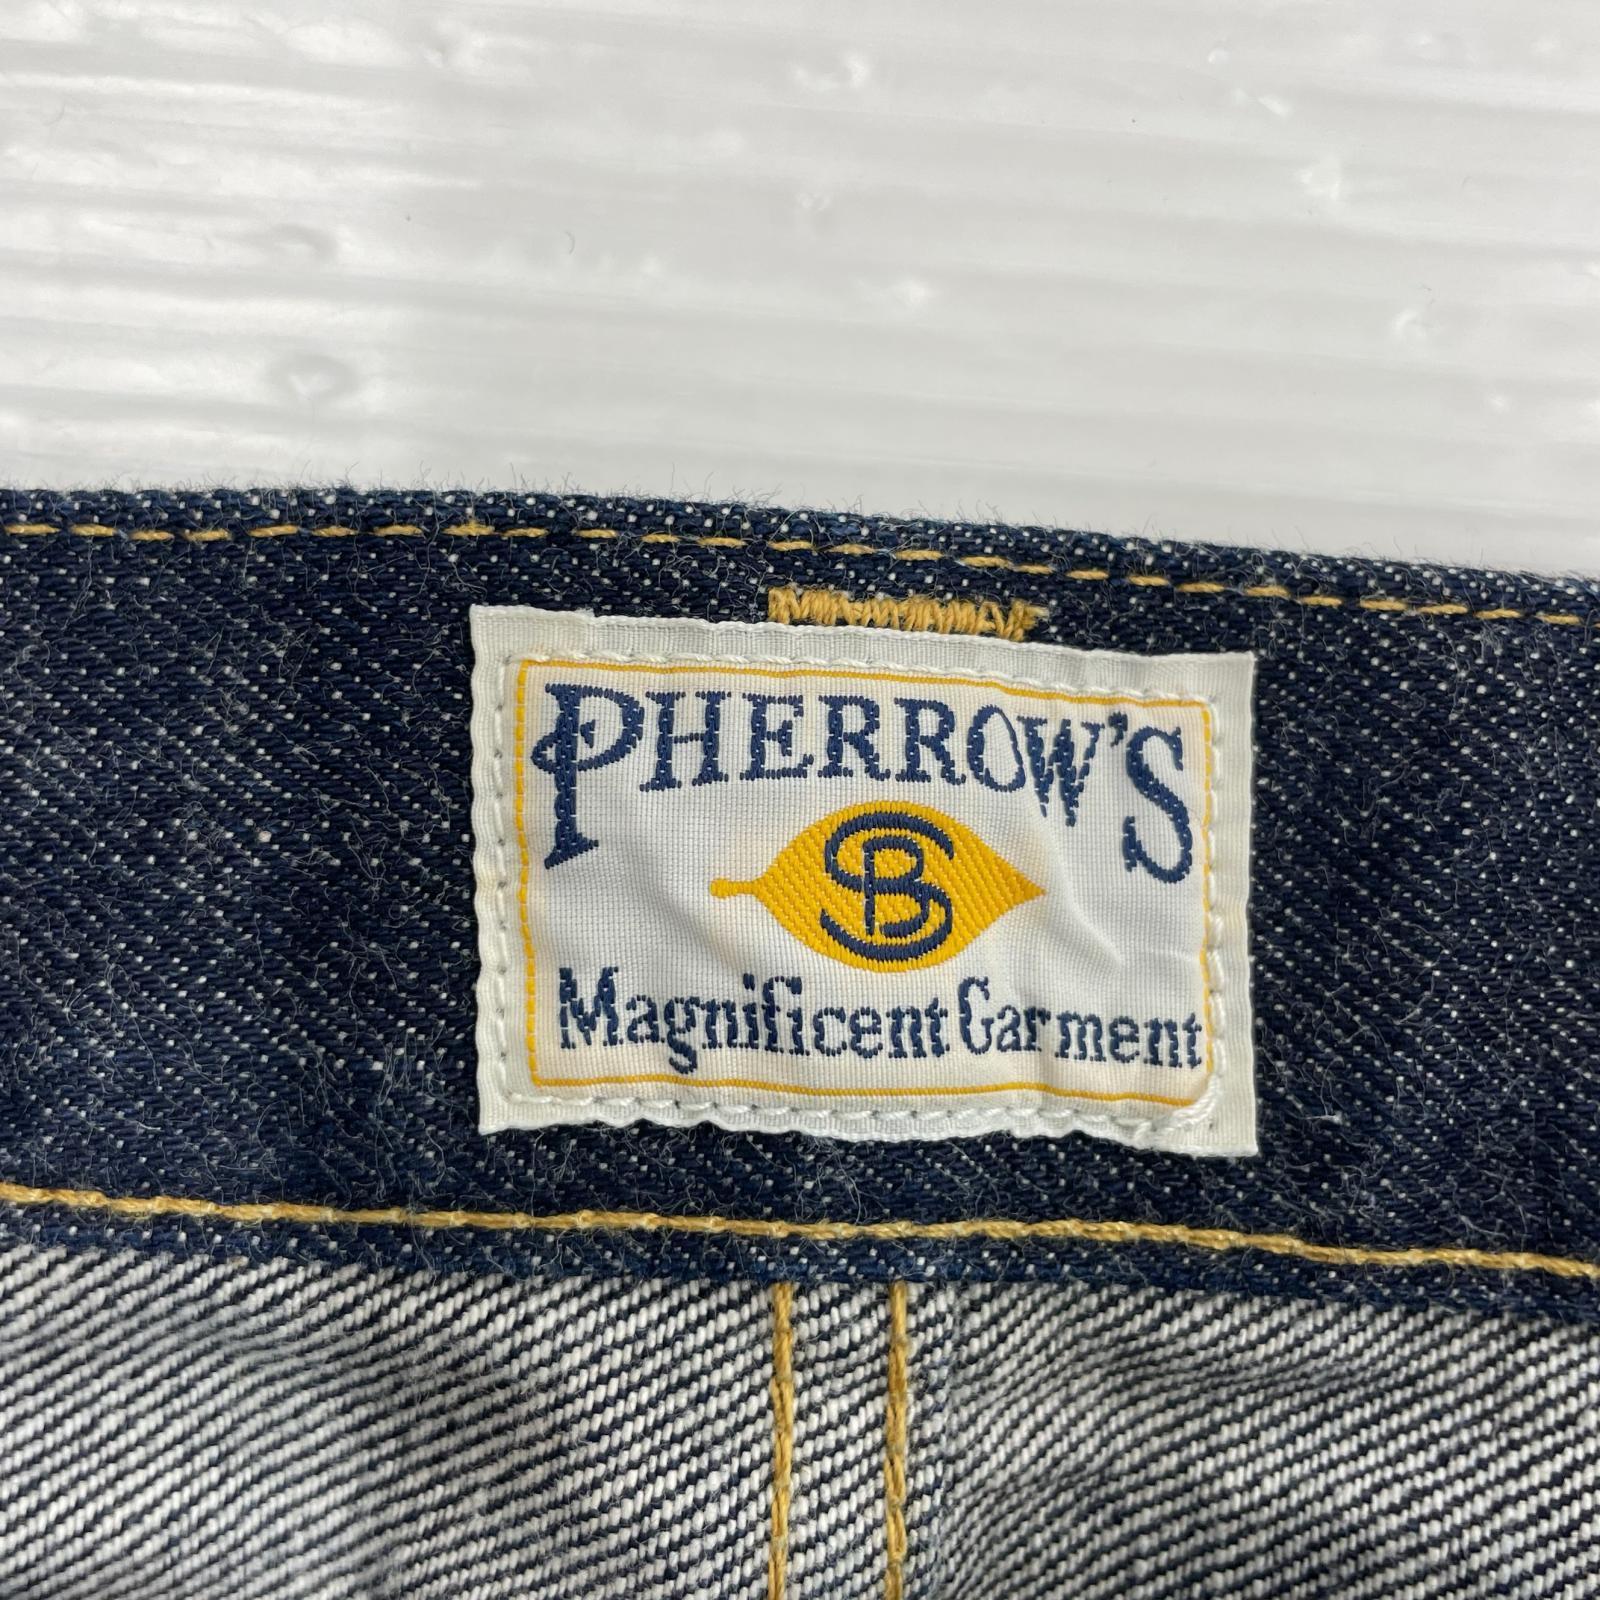 PHERROW'S
SB
Magnificent Garment